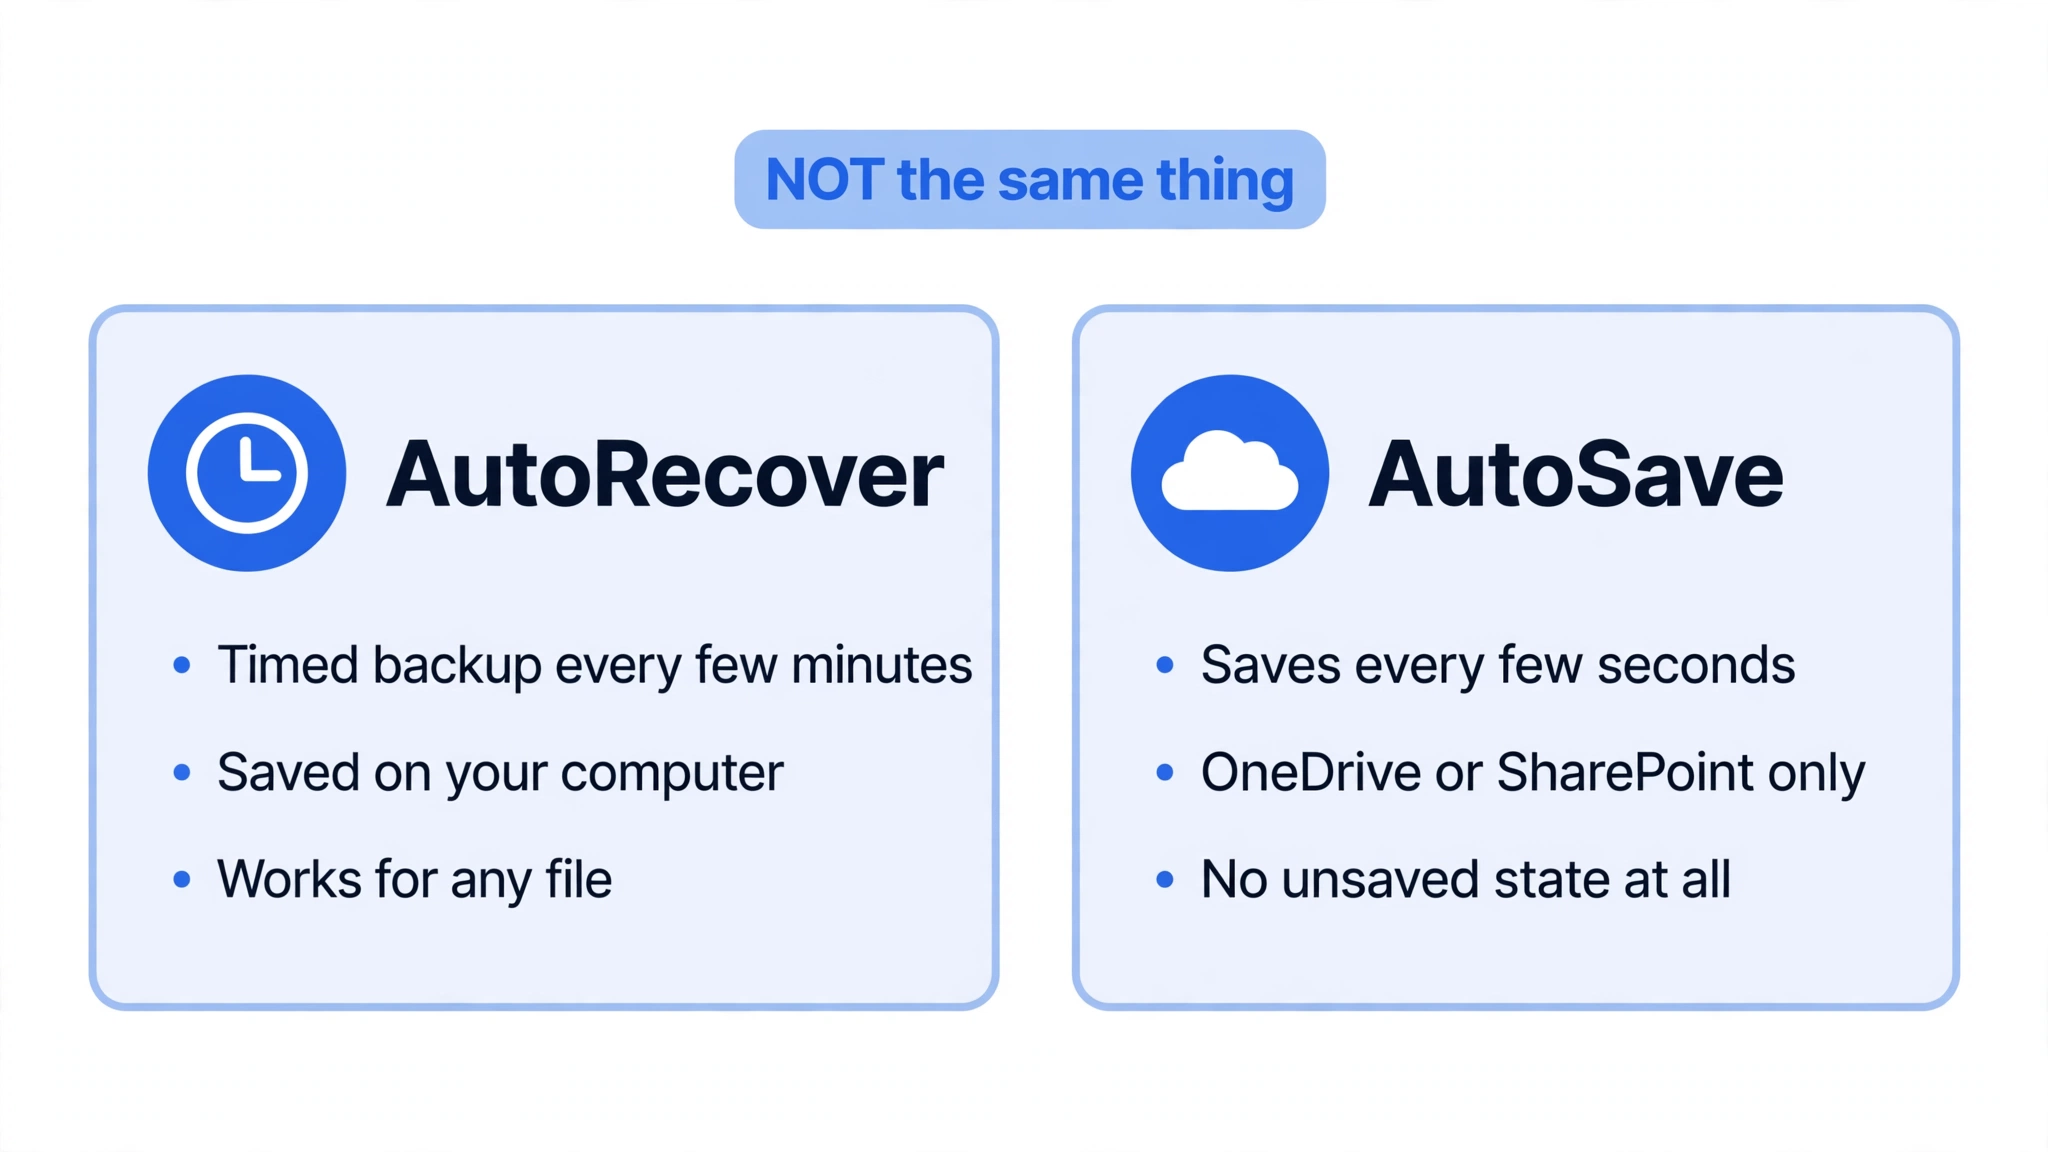 NOT the same thing
AutoRecover
• Timed backup every few minutes
• Saved on your computer
• Works for any file
AutoSave
• Saves every few seconds
• OneDrive or SharePoint only
• No unsaved state at all